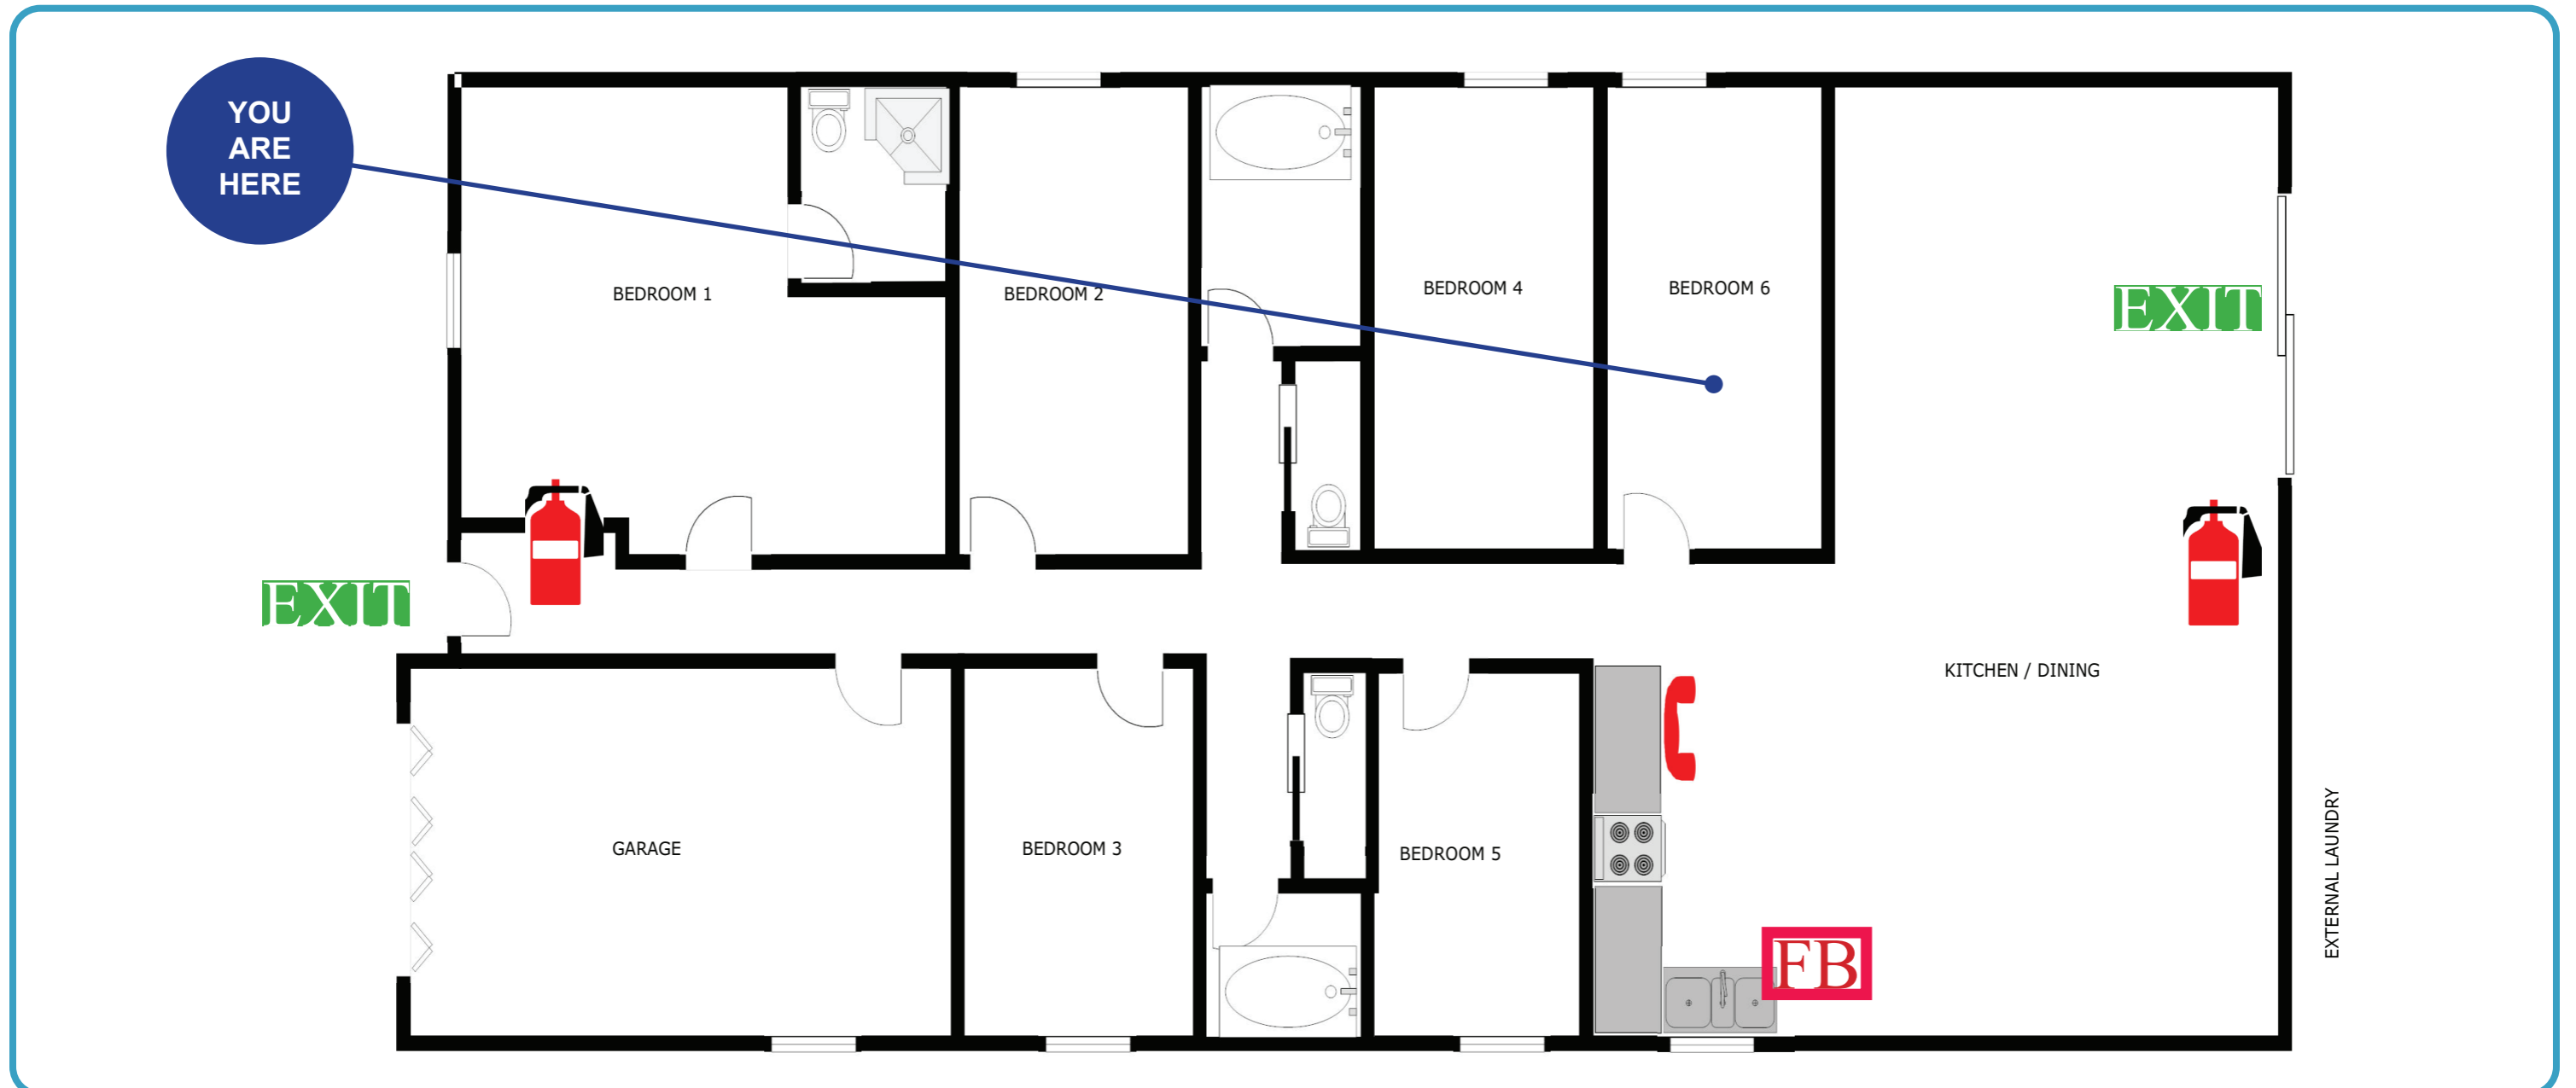 YOU
ARE
HERE
BEDROOM 1
BEDROOM 2
BEDROOM 4
BEDROOM 6
EXIT
EXIT
KITCHEN / DINING
GARAGE
BEDROOM 3
BEDROOM 5
EXTERNAL LAUNDRY
FB